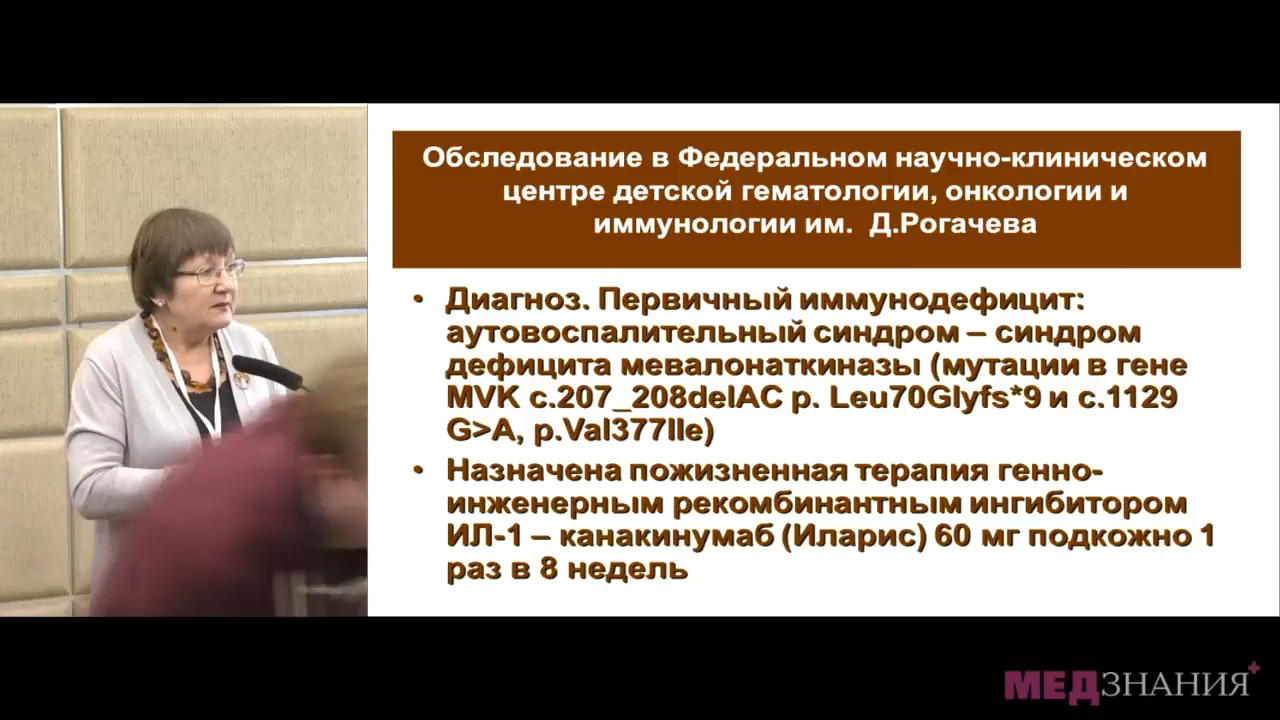 Обследование в Федеральном научно-клиническом
центре детской гематологии, онкологии и
иммунологии им. Д.Рогачева
• Диагноз. Первичный иммунодефицит:
аутовоспалительный синдром – синдром
дефицита мевалонаткиназы (мутации в гене
MVK c.207_208delAC p. Leu70Glyfs*9 и c.1129
G>A, p.Val377Ile)
• Назначена пожизненная терапия генно-
инженерным рекомбинантным ингибитором
ИЛ-1 – канакинумаб (Иларис) 60 мг подкожно 1
раз в 8 недель
МЕДЗНАНИЯ+